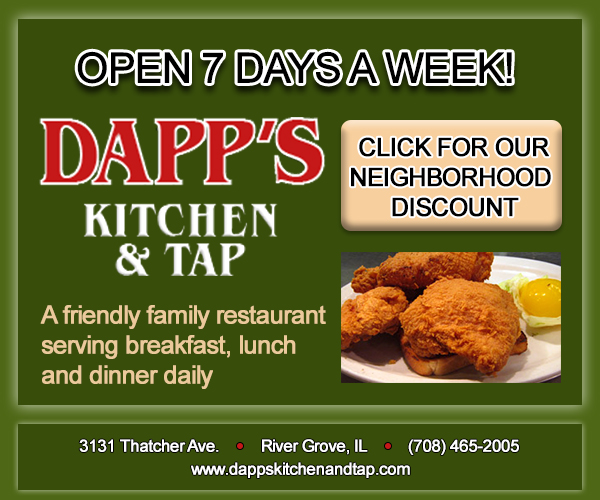 OPEN 7 DAYS A WEEK!
DAPP'S
KITCHEN
& TAP
CLICK FOR OUR
NEIGHBORHOOD
DISCOUNT
A friendly family restaurant
serving breakfast, lunch
and dinner daily
3131 Thatcher Ave. • River Grove, IL • (708) 465-2005
www.dappskitchenandtap.com